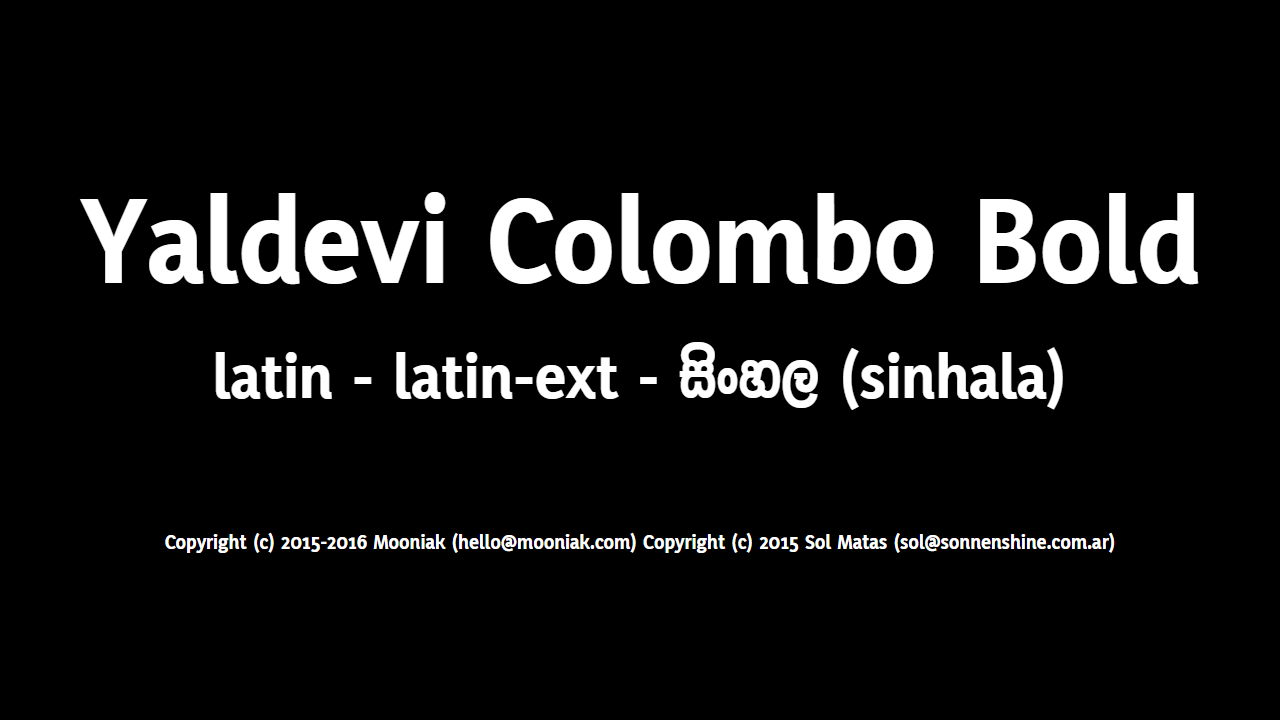 Yaldevi Colombo Bold
latin - latin-ext - සිංහල (sinhala)
Copyright (c) 2015-2016 Mooniak (hello@mooniak.com) Copyright (c) 2015 Sol Matas (sol@sonnenshine.com.ar)